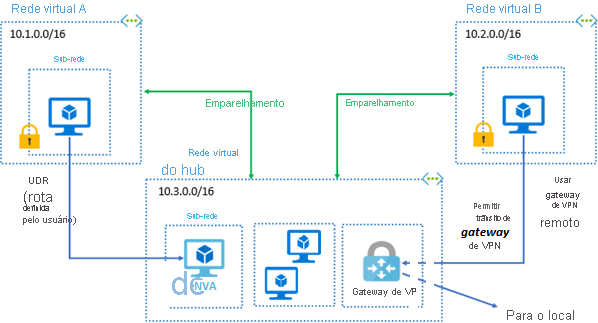 Rede virtual A
10.1.0.0/16
Sub-rede
Rede virtual B
10.2.0.0/16
Sub-rede
Emparelhamento
Emparelhamento
Rede virtual
do hub
10.3.0.0/16
Sub-rede
de
NVA
Gateway de VP
UDR
(rota
definida
pelo usuário)
Permitir
trânsito de
gateway
de VPN
Usar
gateway
de VPN
remoto
Para o local